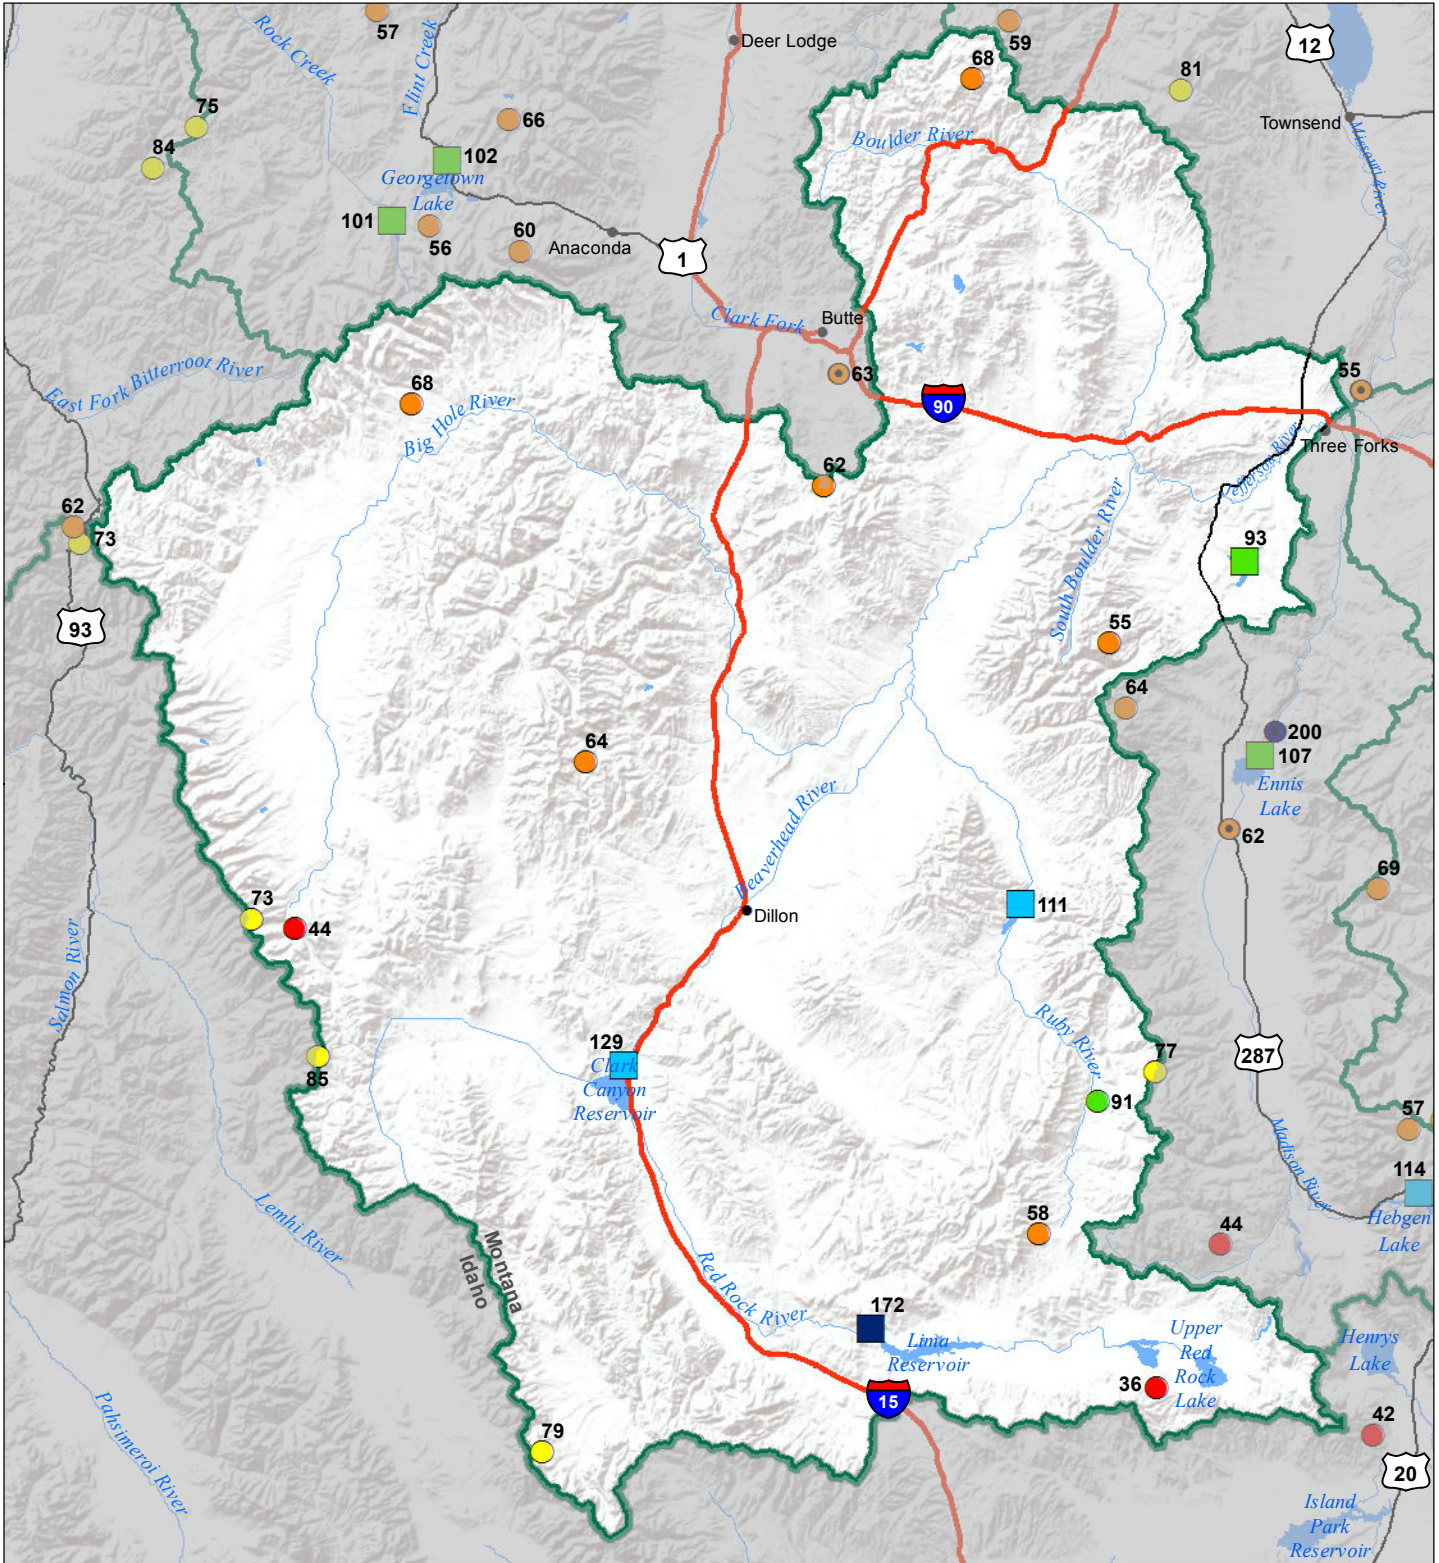 57
Rock Creek
Flint Creek
Deer Lodge
59
68
81
12
75
66
Townsend
Missouri River
84
102
Georgetown
Lake
Boulder River
101
56
60
Anaconda
1
Clark Fork
Butte
63
55
East Fork Bitterroot River
68
Big Hole River
90
Three Forks
Jefferson River
62
62
73
93
South Boulder River
93
55
64
200
107
Ennis
Lake
64
62
Beaverhead River
69
73
44
111
Dillon
Salmon River
Ruby River
129
Clark
Canyon
Reservoir
287
77
85
91
57
Madison River
114
Hebgen
Lake
Lemhi River
58
44
Montana
Idaho
Red Rock River
172
Lima
Reservoir
Upper
Red
Rock
Lake
Henrys
Lake
36
15
Pahsimeroi River
79
42
20
Island
Park
Reservoir